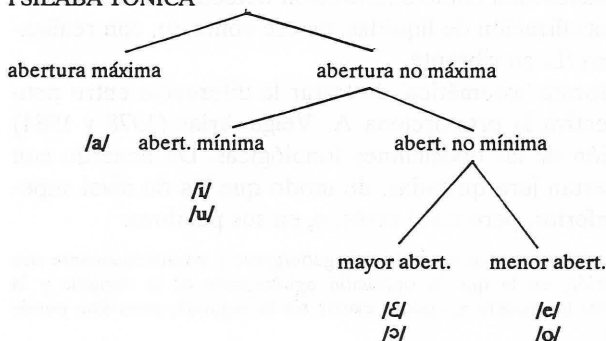 SÍLABA TÓNICA
abertura máxima abertura no máxima
/a/ abert. mínima abert. no mínima
/i/
/u/
mayor abert. menor abert.
/Ɛ/ /e/
/ɔ/ /o/